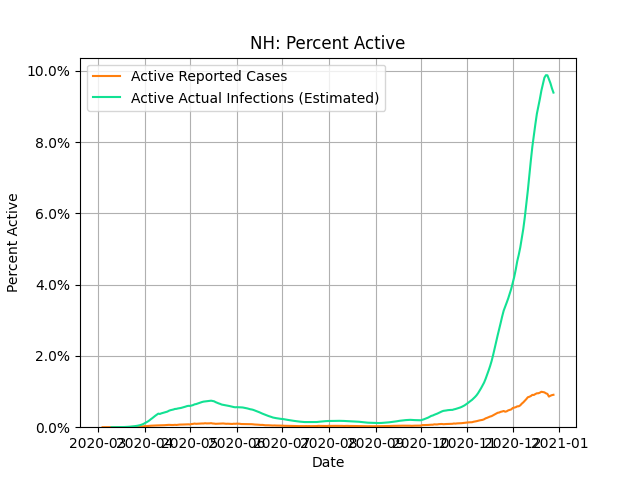 NH: Percent Active
Active Reported Cases
Active Actual Infections (Estimated)
10.0%
8.0%
6.0%
4.0%
2.0%
0.0%
Percent Active
2020-03 2020-04 2020-05 2020-06 2020-07 2020-08 2020-09 2020-10 2020-11 2020-12 2021-01
Date